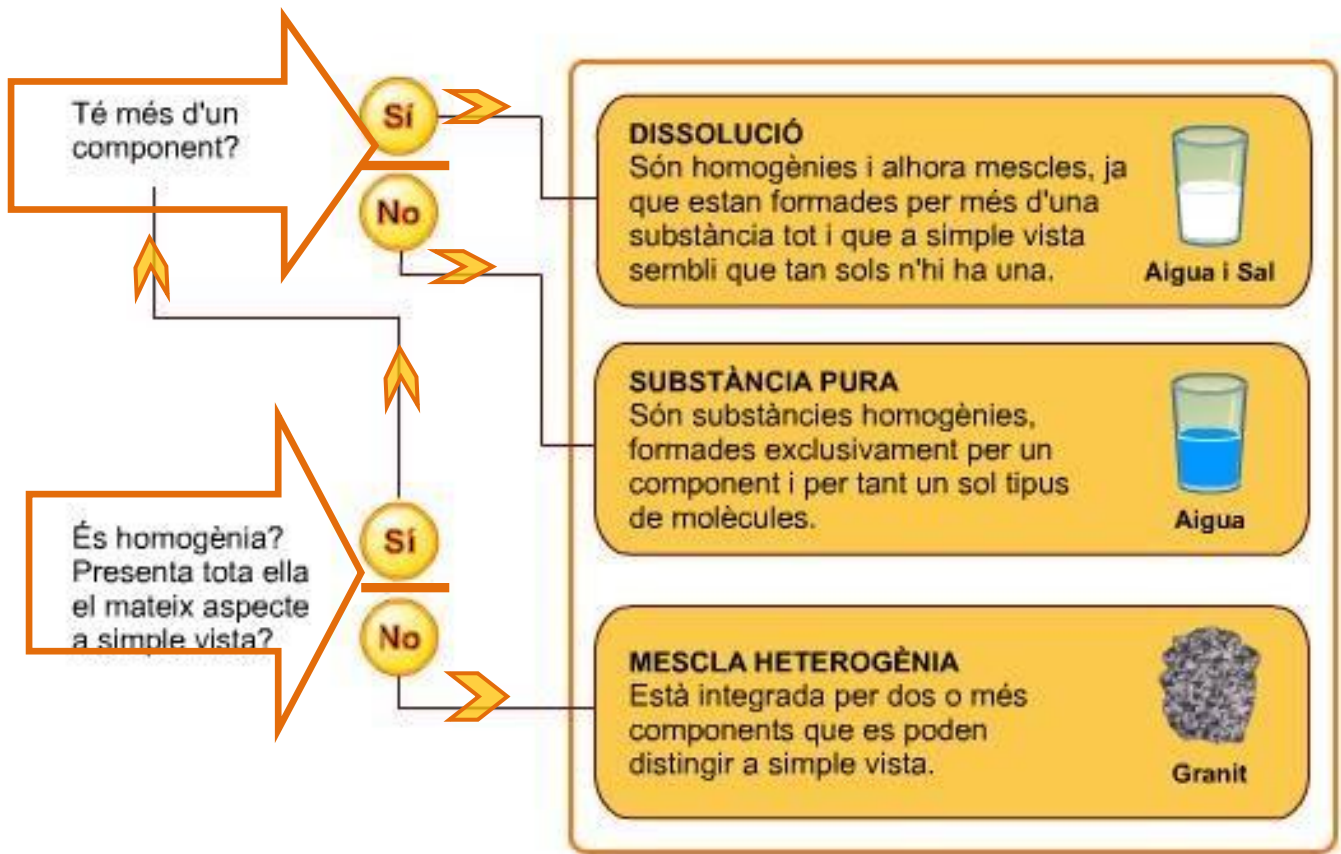 Té més d'un
component?
Sí
No
DISSOLUCIÓ
Són homogènies i alhora mescles, ja
que estan formades per més d'una
substància tot i que a simple vista
sembli que tan sols n'hi ha una.
Aigua i Sal
SUBSTÀNCIA PURA
Són substàncies homogènies,
formades exclusivament per un
component i per tant un sol tipus
de molècules.
Aigua
És homogènia?
Presenta tota ella
el mateix aspecte
a simple vista?
Sí
No
MESCLA HETEROGÈNIA
Està integrada per dos o més
components que es poden
distingir a simple vista.
Granit